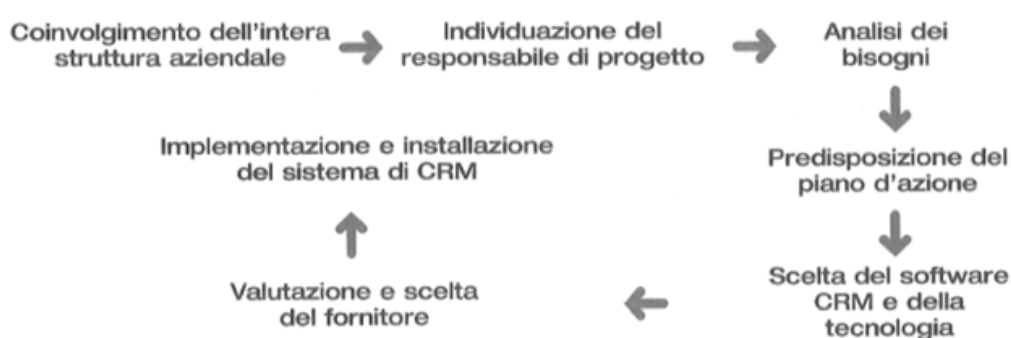 Coinvolgimento dell'intera
struttura aziendale
Individuazione del
responsabile di progetto
Analisi dei
bisogni
Predisposizione del
piano d'azione
Scelta del software
CRM e della
tecnologia
Valutazione e scelta
del fornitore
Implementazione e installazione
del sistema di CRM